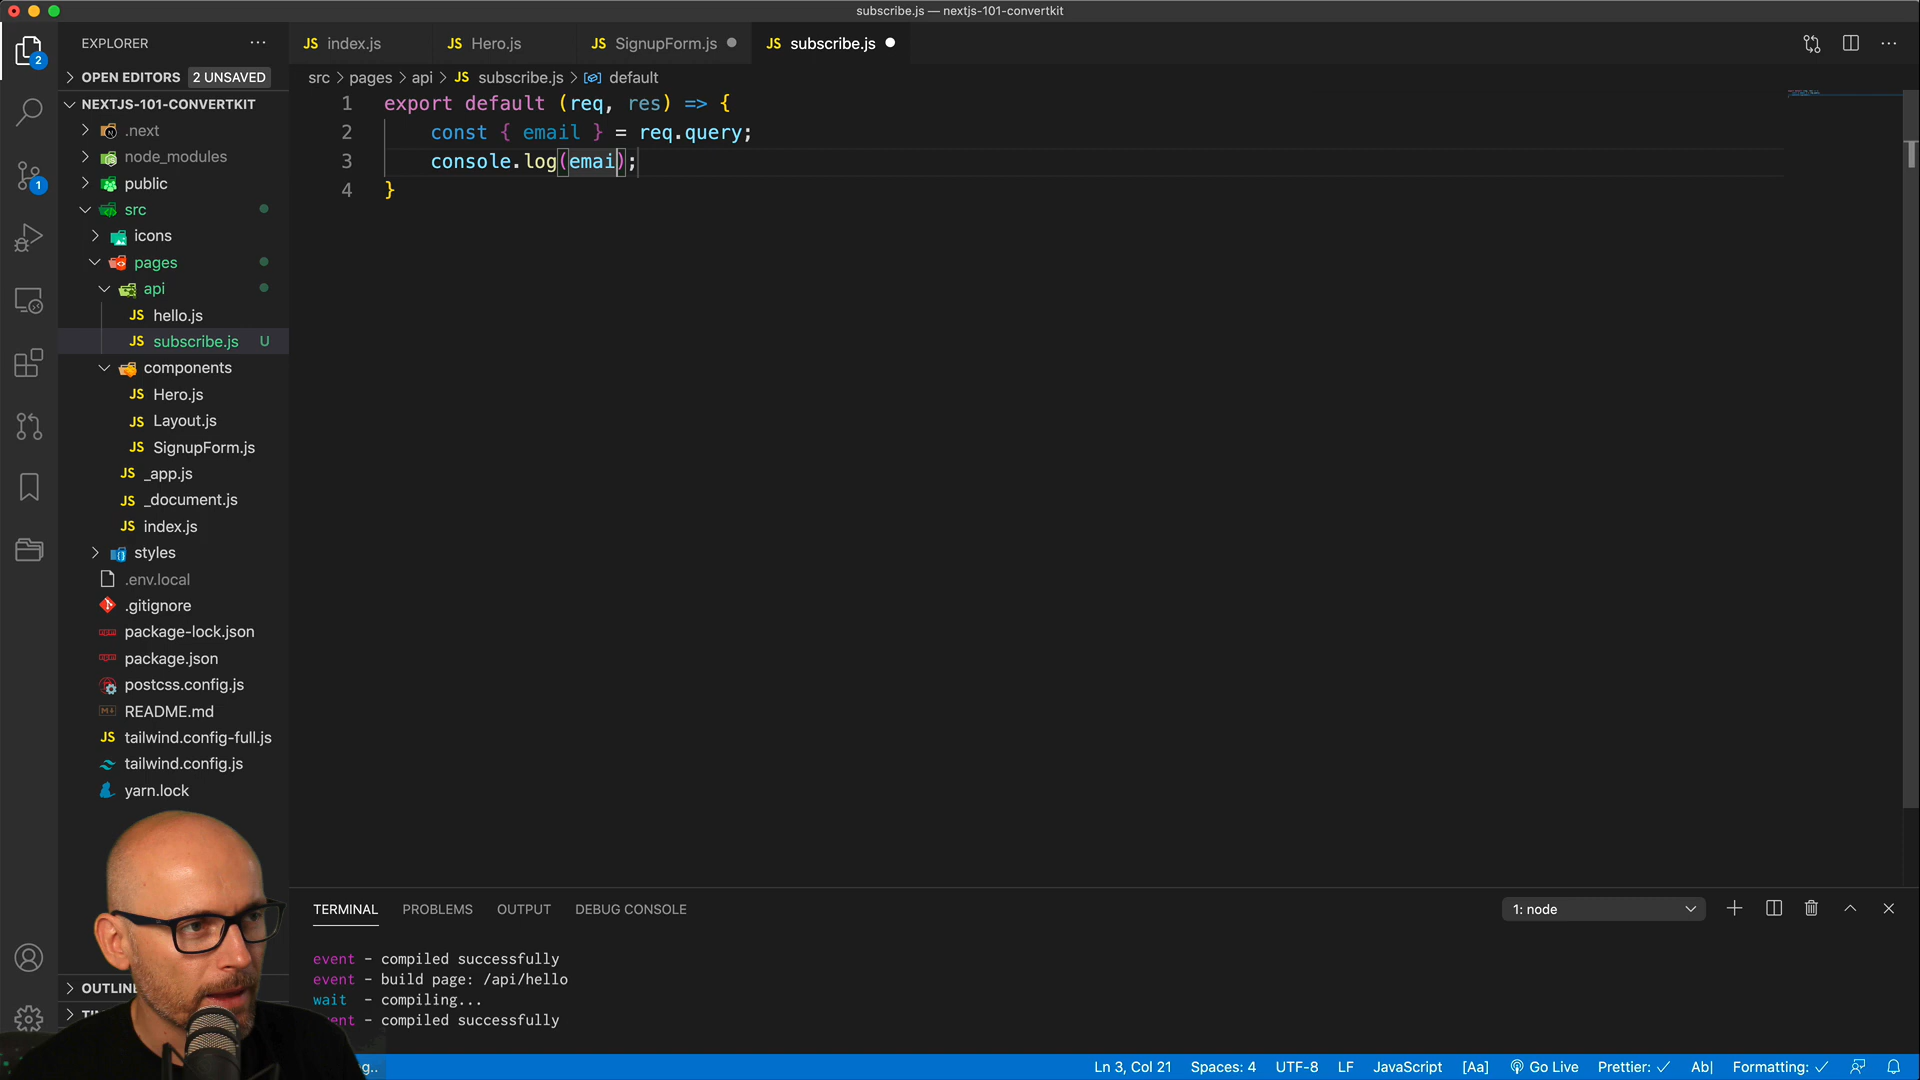 subscribe.js — nextjs-101-convertkit
EXPLORER
JS index.js
JS Hero.js
JS SignupForm.js
JS subscribe.js
2
OPEN EDITORS 2 UNSAVED
src > pages > api > JS subscribe.js > default
NEXTJS-101-CONVERTKIT
.next
node_modules
public
src
icons
pages
api
JS hello.js
JS subscribe.js U
components
JS Hero.js
JS Layout.js
JS SignupForm.js
JS _app.js
JS _document.js
JS index.js
styles
.env.local
.gitignore
package-lock.json
package.json
postcss.config.js
README.md
JS tailwind.config-full.js
tailwind.config.js
yarn.lock
1
1 export default (req, res) => {
2 const { email } = req.query;
3 console.log(emai);
4 }
TERMINAL PROBLEMS OUTPUT DEBUG CONSOLE
1: node
event - compiled successfully
event - build page: /api/hello
wait - compiling...
ent - compiled successfully
OUTLIN
TI
g..
Ln 3, Col 21 Spaces: 4 UTF-8 LF JavaScript [Aa] Go Live Prettier: ✓ Ab| Formatting: ✓